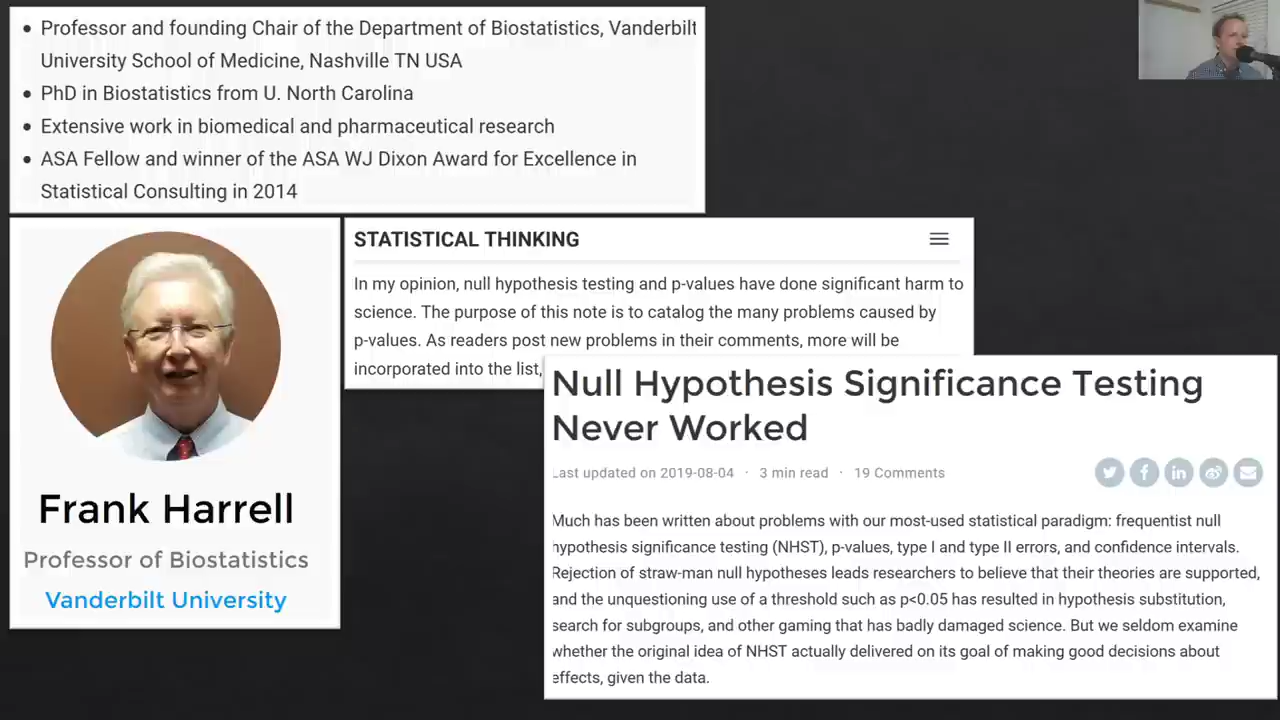 Professor and founding Chair of the Department of Biostatistics, Vanderbilt
University School of Medicine, Nashville TN USA
PhD in Biostatistics from U. North Carolina
Extensive work in biomedical and pharmaceutical research
ASA Fellow and winner of the ASA WJ Dixon Award for Excellence in
Statistical Consulting in 2014
Frank Harrell
Professor of Biostatistics
Vanderbilt University
STATISTICAL THINKING
In my opinion, null hypothesis testing and p-values have done significant harm to
science. The purpose of this note is to catalog the many problems caused by
p-values. As readers post new problems in their comments, more will be
incorporated into the list,
Null Hypothesis Significance Testing
Never Worked
Last updated on 2019-08-04 · 3 min read · 19 Comments
Much has been written about problems with our most-used statistical paradigm: frequentist null
hypothesis significance testing (NHST), p-values, type I and type II errors, and confidence intervals.
Rejection of straw-man null hypotheses leads researchers to believe that their theories are supported,
and the unquestioning use of a threshold such as p<0.05 has resulted in hypothesis substitution,
search for subgroups, and other gaming that has badly damaged science. But we seldom examine
whether the original idea of NHST actually delivered on its goal of making good decisions about
effects, given the data.